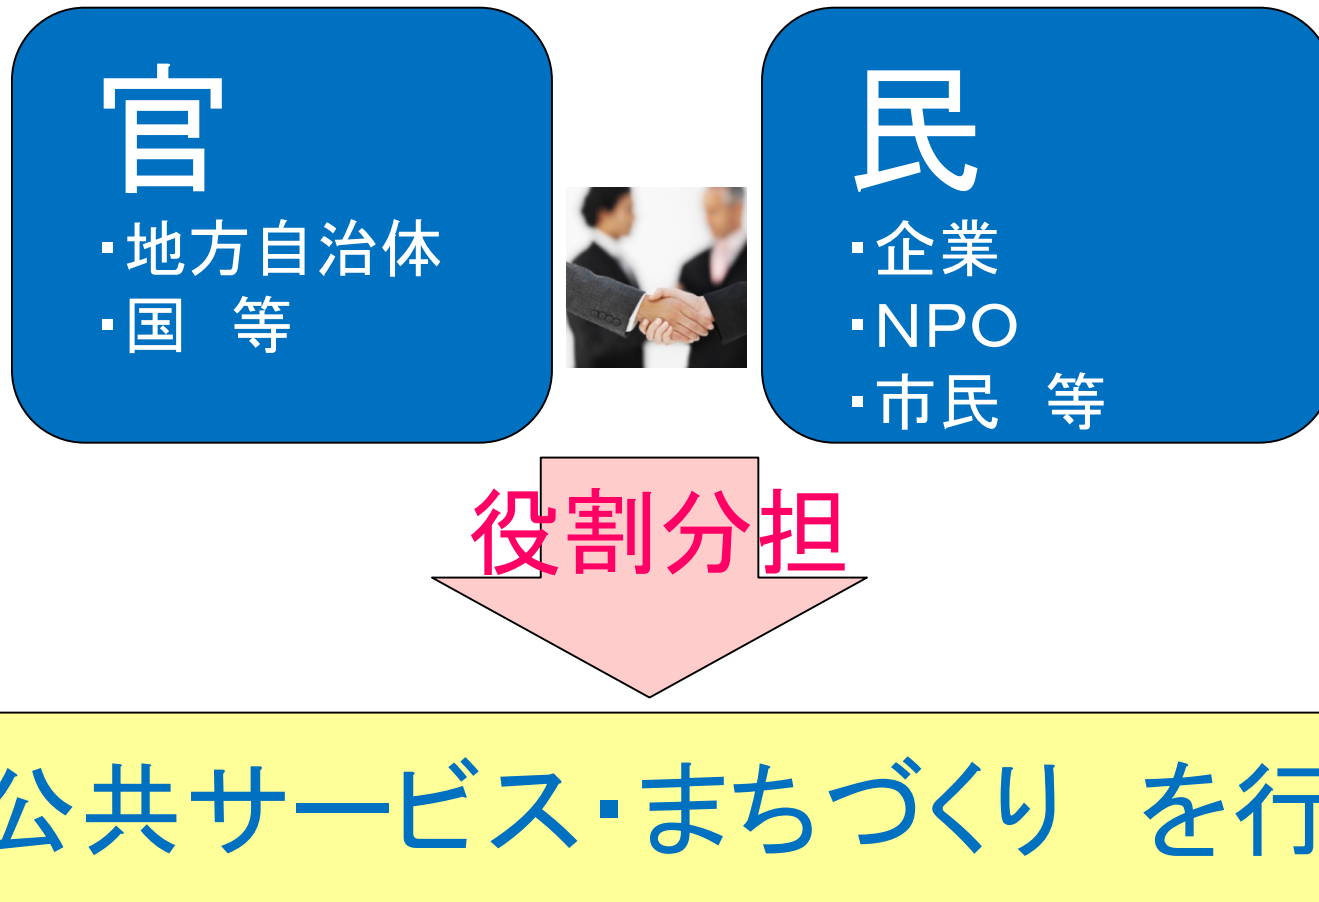 官
・地方自治体
・国　等
民
・企業
・NPO
・市民　等
役割分担
公共サービス・まちづくり　を行